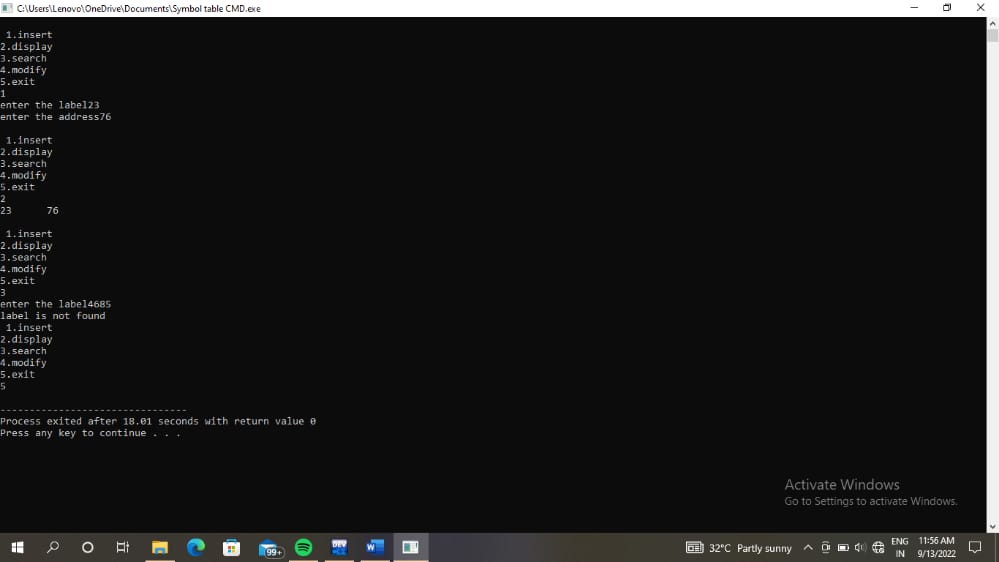 C:\Users\Lenovo\OneDrive\Documents\Symbol table CMD.exe
1.insert
2.display
3.search
4.modify
5.exit
1
enter the label23
enter the address76
1.insert
2.display
3.search
4.modify
5.exit
2
23 76
1.insert
2.display
3.search
4.modify
5.exit
3
enter the label4685
label is not found
1.insert
2.display
3.search
4.modify
5.exit
5
--------------------------------
Process exited after 18.01 seconds with return value 0
Press any key to continue . . .
Activate Windows
Go to Settings to activate Windows.
99+
DEV
W
32°C Partly sunny
ENG
IN
11:56 AM
9/13/2022